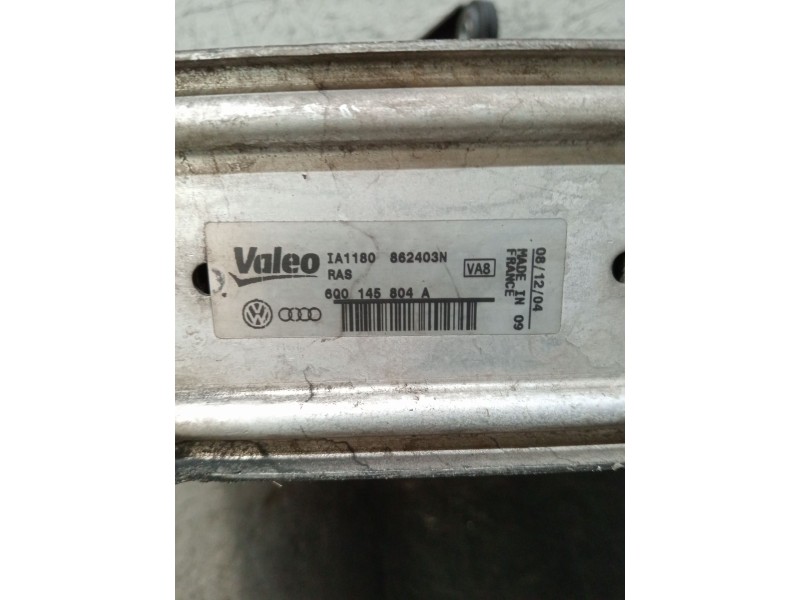 Valeo IA1180 862403N
RAS VA8
6Q0 145 804 A
08/12/04
MADE IN 09
FRANCE